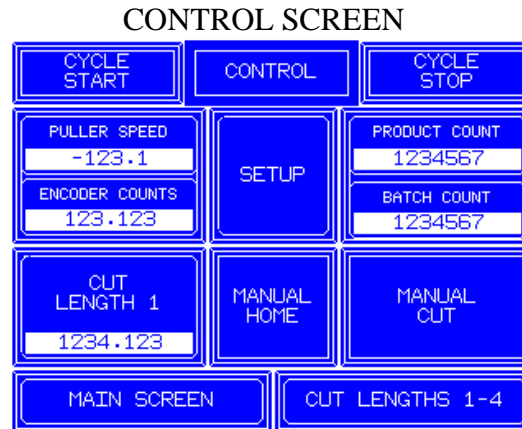 CONTROL SCREEN
CYCLE
START
CONTROL
CYCLE
STOP
PULLER SPEED
-123.1
ENCODER COUNTS
123.123
SETUP
PRODUCT COUNT
1234567
BATCH COUNT
1234567
CUT
LENGTH 1
1234.123
MANUAL
HOME
MANUAL
CUT
MAIN SCREEN
CUT LENGTHS 1-4